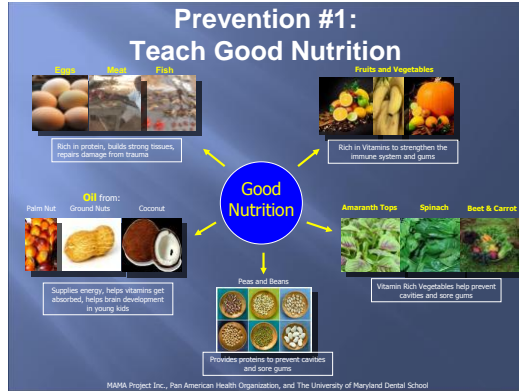 Prevention #1:
Teach Good Nutrition
Eggs Meat Fish
Rich in protein, builds strong tissues,
repairs damage from trauma
Fruits and Vegetables
Rich in Vitamins to strengthen the
immune system and gums
Good
Nutrition
Oil from:
Palm Nut Ground Nuts Coconut
Supplies energy, helps vitamins get
absorbed, helps brain development
in young kids
Amaranth Tops Spinach Beet & Carrot
Vitamin Rich Vegetables help prevent
cavities and sore gums
Peas and Beans
Provides proteins to prevent cavities
and sore gums
MAMA Project Inc., Pan American Health Organization, and The University of Maryland Dental School